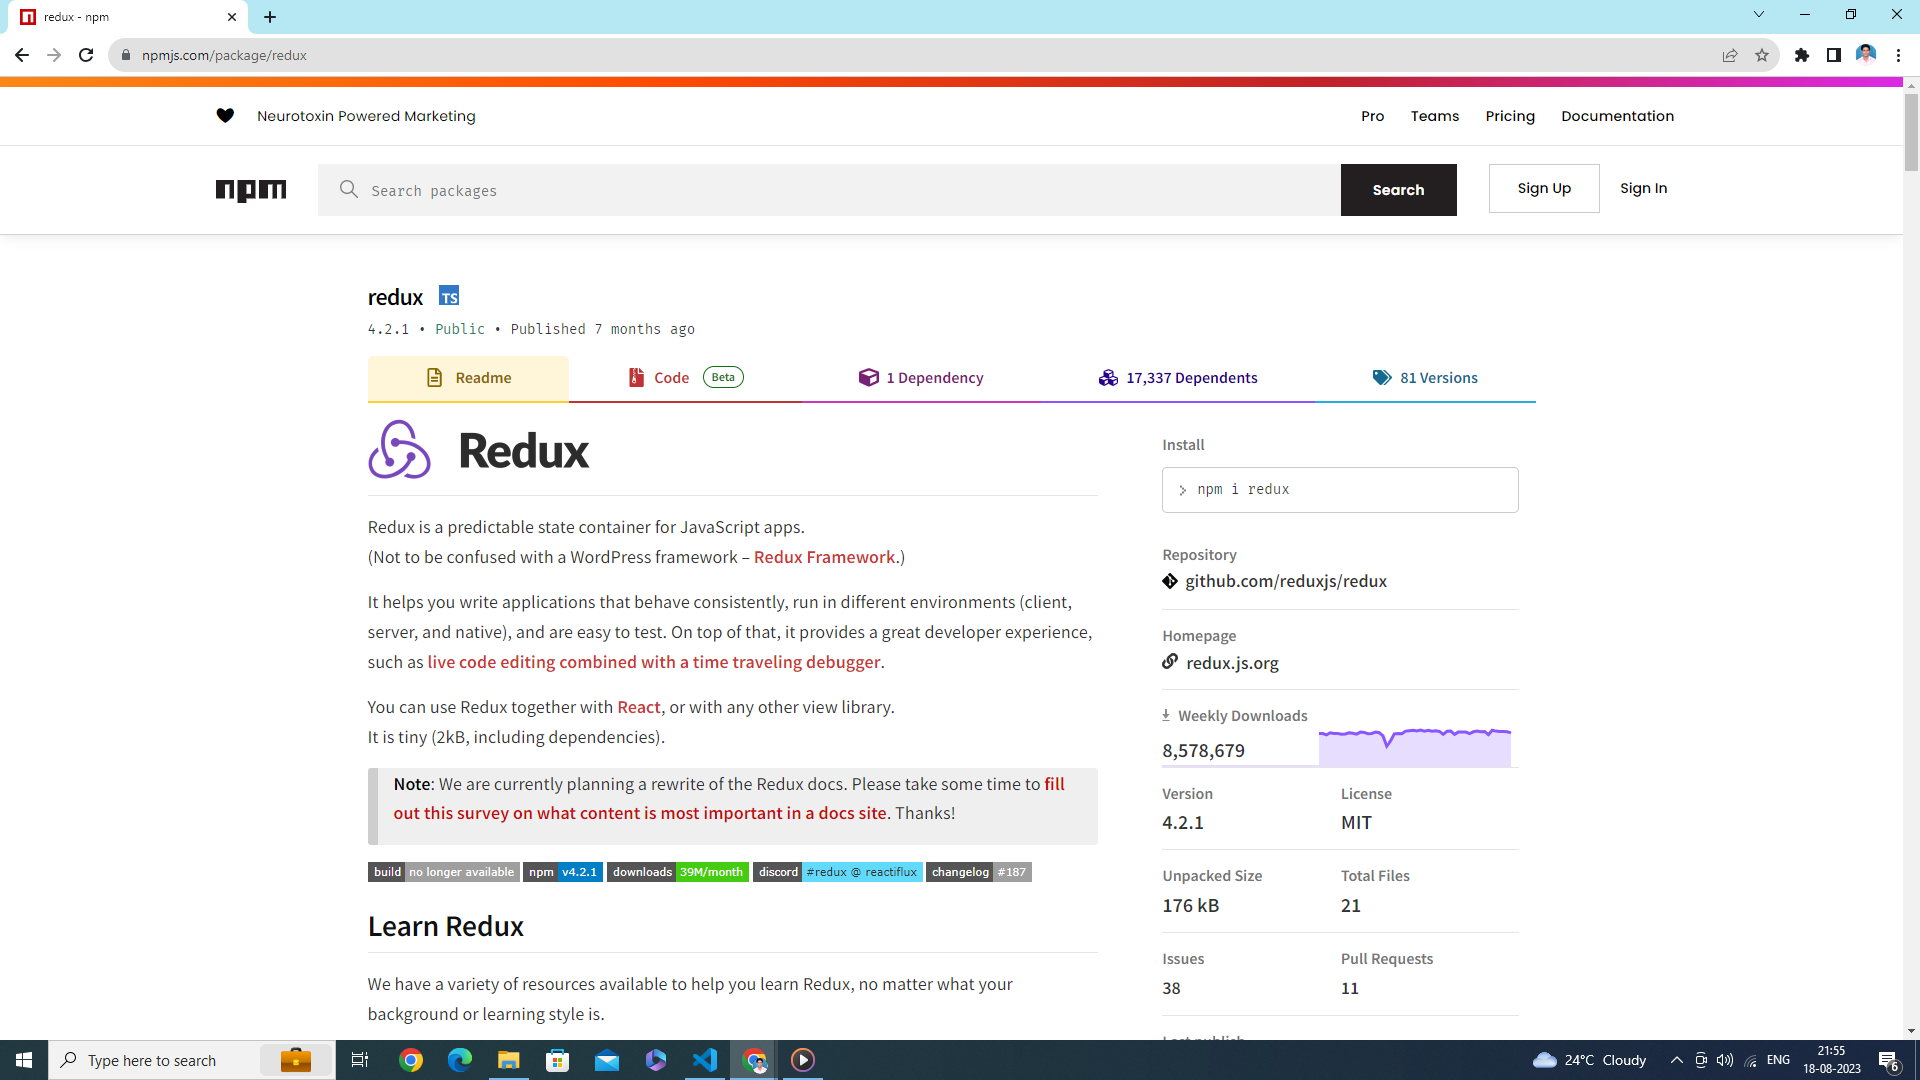 redux - npm
npmjs.com/package/redux
Neurotoxin Powered Marketing
Pro Teams Pricing Documentation
npm
Search packages
Search
Sign Up
Sign In
redux TS
4.2.1 • Public • Published 7 months ago
Readme
Code Beta
1 Dependency
17,337 Dependents
81 Versions
Redux
Redux is a predictable state container for JavaScript apps.
(Not to be confused with a WordPress framework – Redux Framework.)
It helps you write applications that behave consistently, run in different environments (client,
server, and native), and are easy to test. On top of that, it provides a great developer experience,
such as live code editing combined with a time traveling debugger.
You can use Redux together with React, or with any other view library.
It is tiny (2kB, including dependencies).
Note: We are currently planning a rewrite of the Redux docs. Please take some time to fill
out this survey on what content is most important in a docs site. Thanks!
build no longer available npm v4.2.1 downloads 39M/month discord #redux @ reactiflux changelog #187
Learn Redux
We have a variety of resources available to help you learn Redux, no matter what your
background or learning style is.
Install
> npm i redux
Repository
github.com/reduxjs/redux
Homepage
redux.js.org
Weekly Downloads
8,578,679
Version License
4.2.1 MIT
Unpacked Size Total Files
176 kB 21
Issues Pull Requests
38 11
Last publish
Type here to search
24°C Cloudy
ENG
21:55
18-08-2023
6